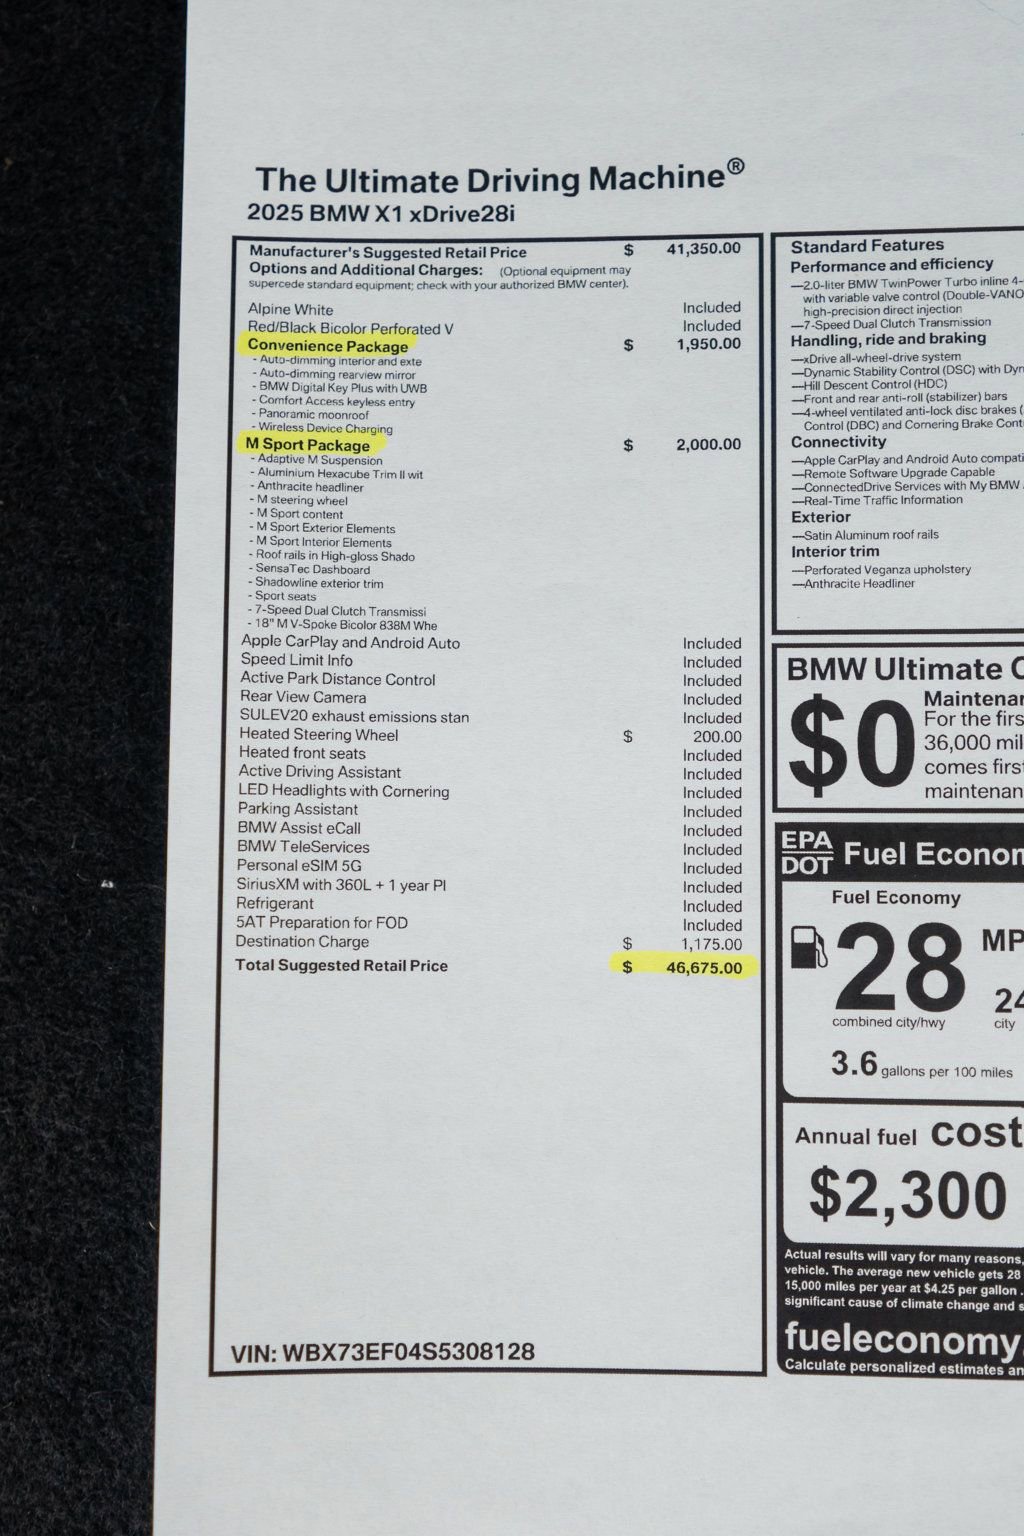 The Ultimate Driving Machine®
2025 BMW X1 xDrive28i
Manufacturer's Suggested Retail Price $ 41,350.00
Options and Additional Charges: (Optional equipment may
supercede standard equipment; check with your authorized BMW center).
Alpine White Included
Red/Black Bicolor Perforated V Included
Convenience Package $ 1,950.00
- Auto-dimming interior and exte
- Auto-dimming rearview mirror
- BMW Digital Key Plus with UWB
- Comfort Access keyless entry
- Panoramic moonroof
- Wireless Device Charging
M Sport Package $ 2,000.00
- Adaptive M Suspension
- Aluminium Hexacube Trim II wit
- Anthracite headliner
- M steering wheel
- M Sport content
- M Sport Exterior Elements
- M Sport Interior Elements
- Roof rails in High-gloss Shado
- SensaTec Dashboard
- Shadowline exterior trim
- Sport seats
- 7-Speed Dual Clutch Transmissi
- 18" M V-Spoke Bicolor 838M Whe
Apple CarPlay and Android Auto Included
Speed Limit Info Included
Active Park Distance Control Included
Rear View Camera Included
SULEV20 exhaust emissions stan Included
Heated Steering Wheel $ 200.00
Heated front seats Included
Active Driving Assistant Included
LED Headlights with Cornering Included
Parking Assistant Included
BMW Assist eCall Included
BMW TeleServices Included
Personal eSIM 5G Included
SiriusXM with 360L + 1 year Pl Included
Refrigerant Included
5AT Preparation for FOD Included
Destination Charge $ 1,175.00
Total Suggested Retail Price $ 46,675.00
VIN: WBX73EF04S5308128
Standard Features
Performance and efficiency
—2.0-liter BMW TwinPower Turbo inline 4-
with variable valve control (Double-VANO
high-precision direct injection
—7-Speed Dual Clutch Transmission
Handling, ride and braking
—xDrive all-wheel-drive system
—Dynamic Stability Control (DSC) with Dyn
—Hill Descent Control (HDC)
—Front and rear anti-roll (stabilizer) bars
—4-wheel ventilated anti-lock disc brakes (
Control (DBC) and Cornering Brake Cont
Connectivity
—Apple CarPlay and Android Auto compati
—Remote Software Upgrade Capable
—ConnectedDrive Services with My BMW
—Real-Time Traffic Information
Exterior
—Satin Aluminum roof rails
Interior trim
—Perforated Veganza upholstery
—Anthracite Headliner
BMW Ultimate C
$0
Maintenan
For the firs
36,000 mil
comes firs
maintenan
EPA
DOT
Fuel Econom
Fuel Economy
28 MP
24
combined city/hwy city
3.6 gallons per 100 miles
Annual fuel cost
$2,300
Actual results will vary for many reasons,
vehicle. The average new vehicle gets 28
15,000 miles per year at $4.25 per gallon .
significant cause of climate change and s
fueleconomy.
Calculate personalized estimates an